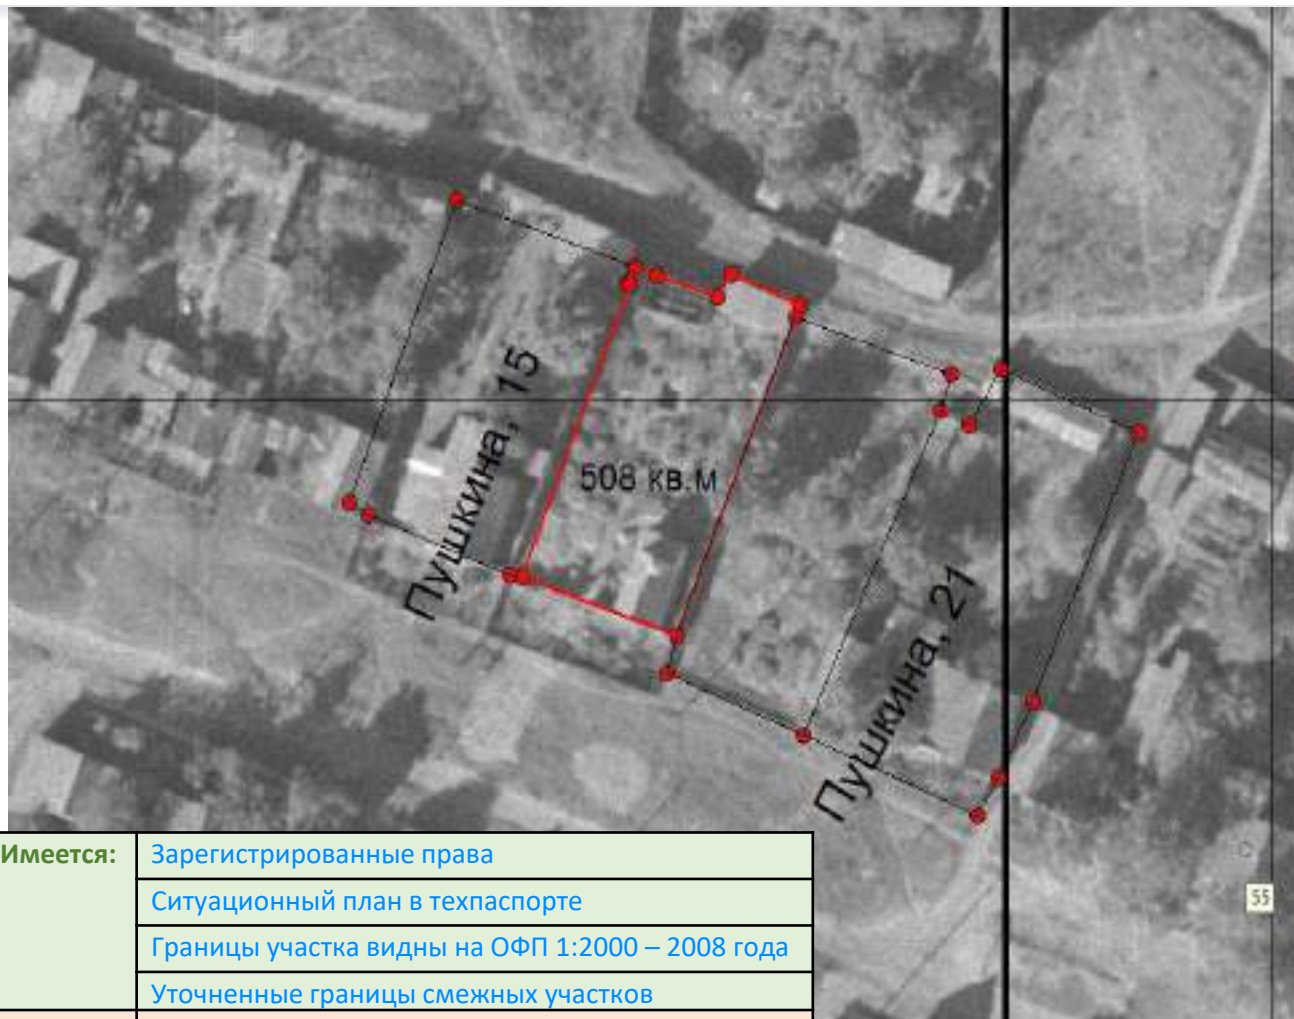 Пушкина, 15
508 кв.м
Пушкина, 21
55
Имеется:
Зарегистрированные права
Ситуационный план в техпаспорте
Границы участка видны на ОФП 1:2000 – 2008 года
Уточненные границы смежных участков